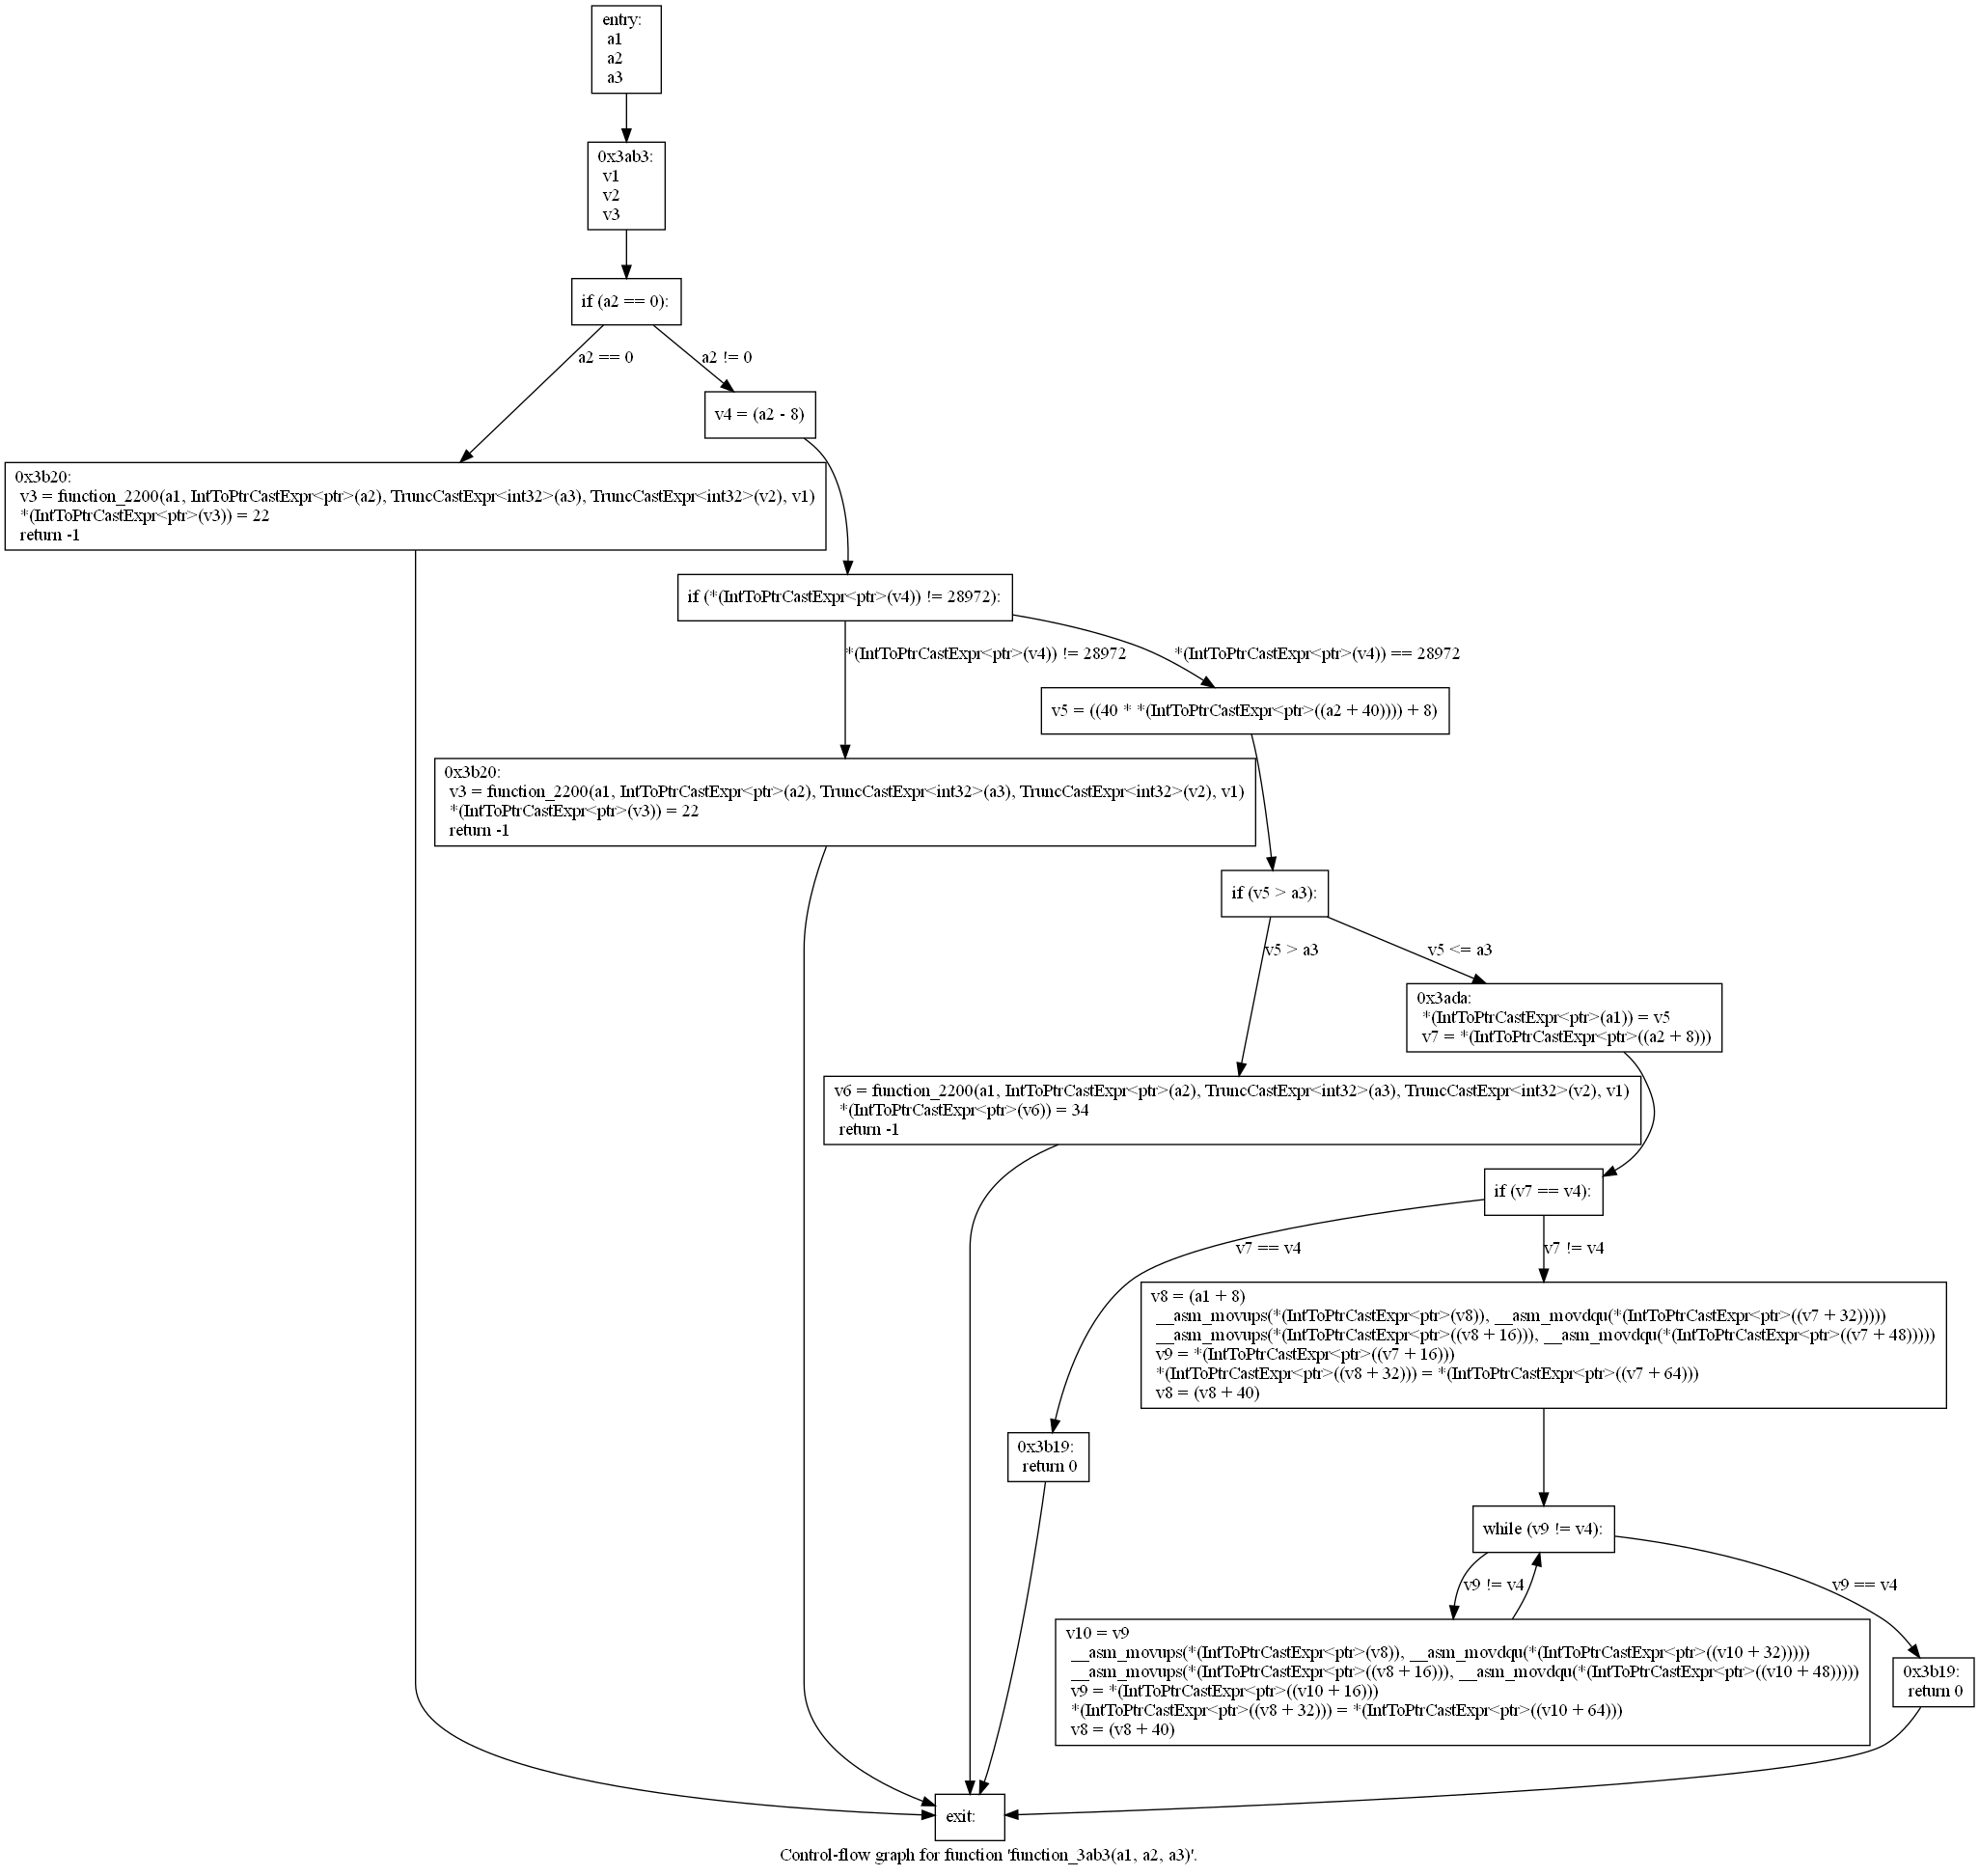 entry:
a1
a2
a3
0x3ab3:
v1
v2
v3
if (a2 == 0):
a2 == 0
a2 != 0
v4 = (a2 - 8)
0x3b20:
v3 = function_2200(a1, IntToPtrCastExpr<ptr>(a2), TruncCastExpr<int32>(a3), TruncCastExpr<int32>(v2), v1)
*(IntToPtrCastExpr<ptr>(v3)) = 22
return -1
if (*(IntToPtrCastExpr<ptr>(v4)) != 28972):
*(IntToPtrCastExpr<ptr>(v4)) != 28972
*(IntToPtrCastExpr<ptr>(v4)) == 28972
v5 = ((40 * *(IntToPtrCastExpr<ptr>((a2 + 40)))) + 8)
0x3b20:
v3 = function_2200(a1, IntToPtrCastExpr<ptr>(a2), TruncCastExpr<int32>(a3), TruncCastExpr<int32>(v2), v1)
*(IntToPtrCastExpr<ptr>(v3)) = 22
return -1
if (v5 > a3):
v5 > a3
v5 <= a3
0x3ada:
*(IntToPtrCastExpr<ptr>(a1)) = v5
v7 = *(IntToPtrCastExpr<ptr>((a2 + 8)))
v6 = function_2200(a1, IntToPtrCastExpr<ptr>(a2), TruncCastExpr<int32>(a3), TruncCastExpr<int32>(v2), v1)
*(IntToPtrCastExpr<ptr>(v6)) = 34
return -1
if (v7 == v4):
v7 == v4
v7 != v4
v8 = (a1 + 8)
__asm_movups(*(IntToPtrCastExpr<ptr>(v8)), __asm_movdqu(*(IntToPtrCastExpr<ptr>((v7 + 32)))))
__asm_movups(*(IntToPtrCastExpr<ptr>((v8 + 16))), __asm_movdqu(*(IntToPtrCastExpr<ptr>((v7 + 48)))))
v9 = *(IntToPtrCastExpr<ptr>((v7 + 16)))
*(IntToPtrCastExpr<ptr>((v8 + 32))) = *(IntToPtrCastExpr<ptr>((v7 + 64)))
v8 = (v8 + 40)
0x3b19:
return 0
while (v9 != v4):
v9 != v4
v9 == v4
v10 = v9
__asm_movups(*(IntToPtrCastExpr<ptr>(v8)), __asm_movdqu(*(IntToPtrCastExpr<ptr>((v10 + 32)))))
__asm_movups(*(IntToPtrCastExpr<ptr>((v8 + 16))), __asm_movdqu(*(IntToPtrCastExpr<ptr>((v10 + 48)))))
v9 = *(IntToPtrCastExpr<ptr>((v10 + 16)))
*(IntToPtrCastExpr<ptr>((v8 + 32))) = *(IntToPtrCastExpr<ptr>((v10 + 64)))
v8 = (v8 + 40)
0x3b19:
return 0
exit:
Control-flow graph for function 'function_3ab3(a1, a2, a3)'.